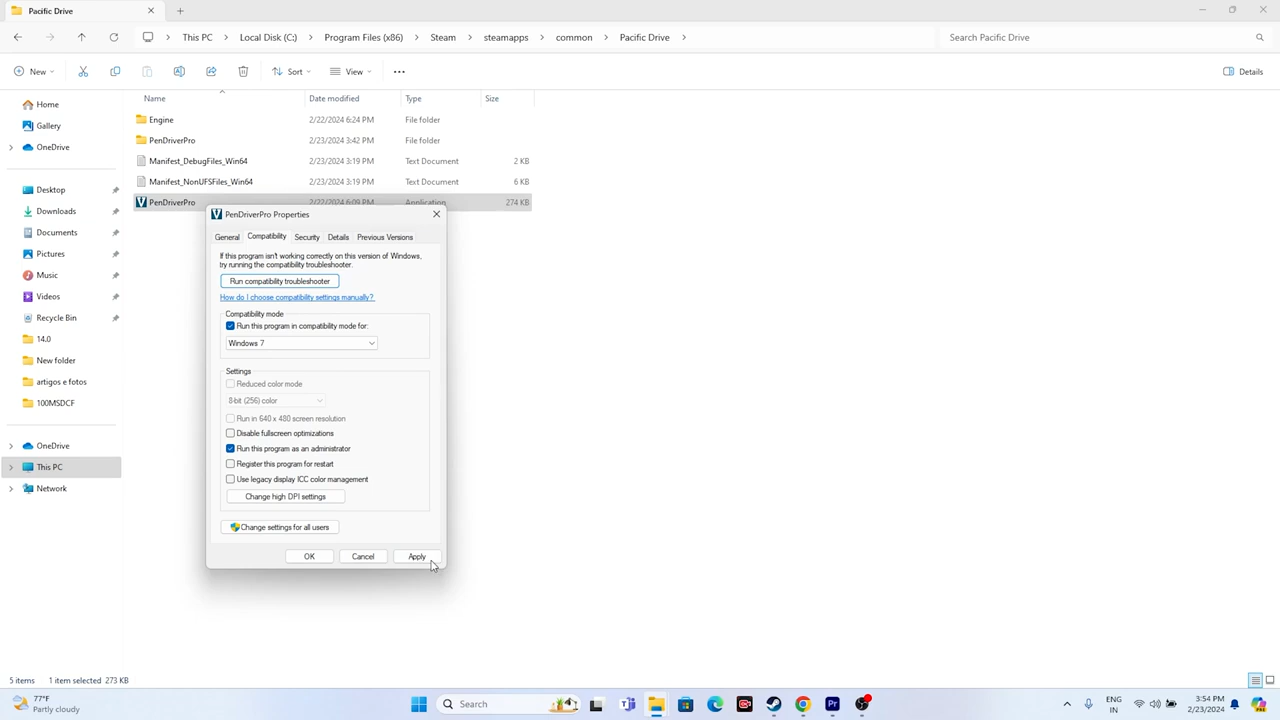 Pacific Drive
This PC > Local Disk (C:) > Program Files (x86) > Steam > steamapps > common > Pacific Drive >
Search Pacific Drive
New
Sort
View
Details
Home
Gallery
OneDrive
Desktop
Downloads
Documents
Pictures
Music
Videos
Recycle Bin
14.0
New folder
artigos e fotos
100MSDCF
OneDrive
This PC
Network
Name Date modified Type Size
Engine 2/22/2024 6:24 PM File folder
PenDriverPro 2/23/2024 3:42 PM File folder
Manifest_DebugFiles_Win64 2/23/2024 3:19 PM Text Document 2 KB
Manifest_NonUFSFiles_Win64 2/23/2024 3:19 PM Text Document 6 KB
PenDriverPro 2/22/2024 6:09 PM Application 274 KB
PenDriverPro Properties
General Compatibility Security Details Previous Versions
If this program isn't working correctly on this version of Windows,
try running the compatibility troubleshooter.
Run compatibility troubleshooter
How do I choose compatibility settings manually?
Compatibility mode
Run this program in compatibility mode for:
Windows 7
Settings
Reduced color mode
8-bit (256) color
Run in 640 x 480 screen resolution
Disable fullscreen optimizations
Run this program as an administrator
Register this program for restart
Use legacy display ICC color management
Change high DPI settings
Change settings for all users
OK Cancel Apply
5 items 1 item selected 273 KB
77°F
Partly cloudy
Search
ENG
IN
3:54 PM
2/23/2024